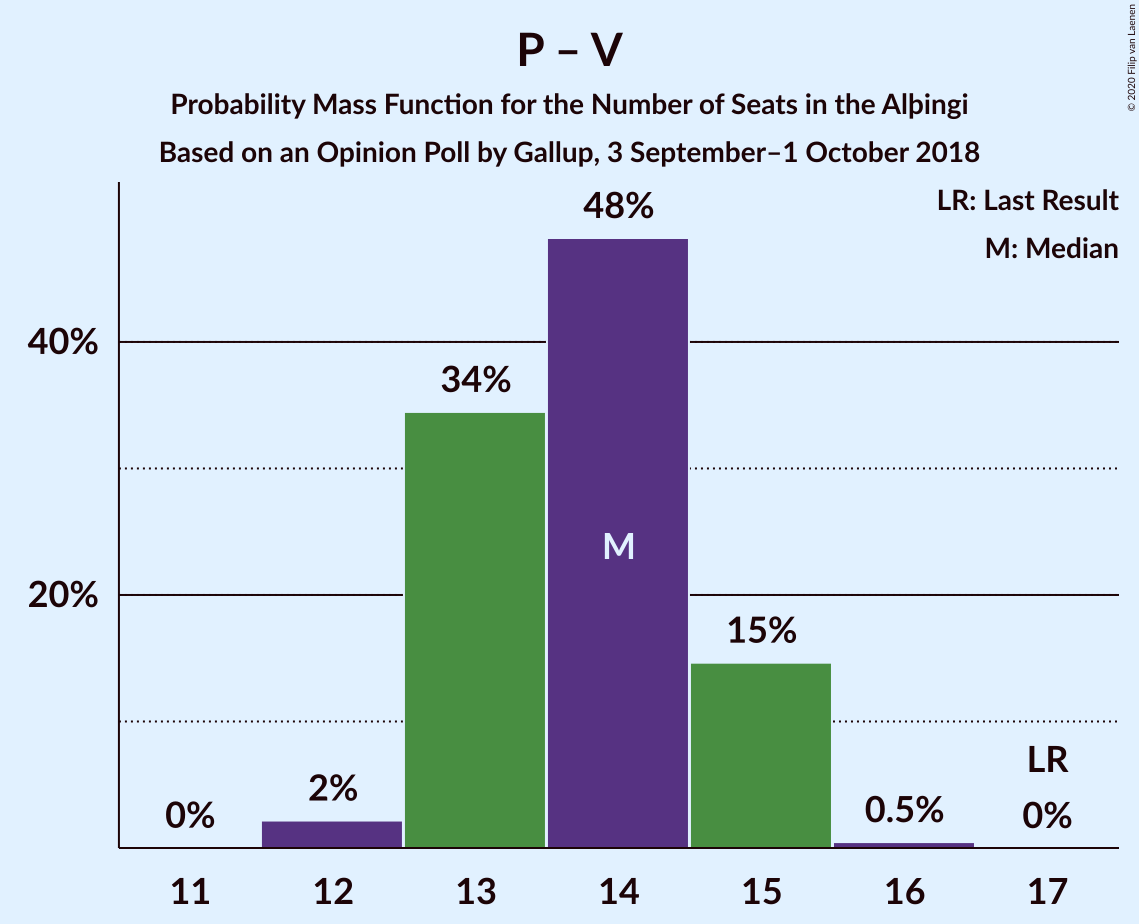 P – V
Probability Mass Function for the Number of Seats in the Alþingi
Based on an Opinion Poll by Gallup, 3 September–1 October 2018
© 2020 Filip van Laenen
LR: Last Result
M: Median
40%
20%
0%
2%
34%
48%
M
15%
0.5%
LR
0%
11
12
13
14
15
16
17